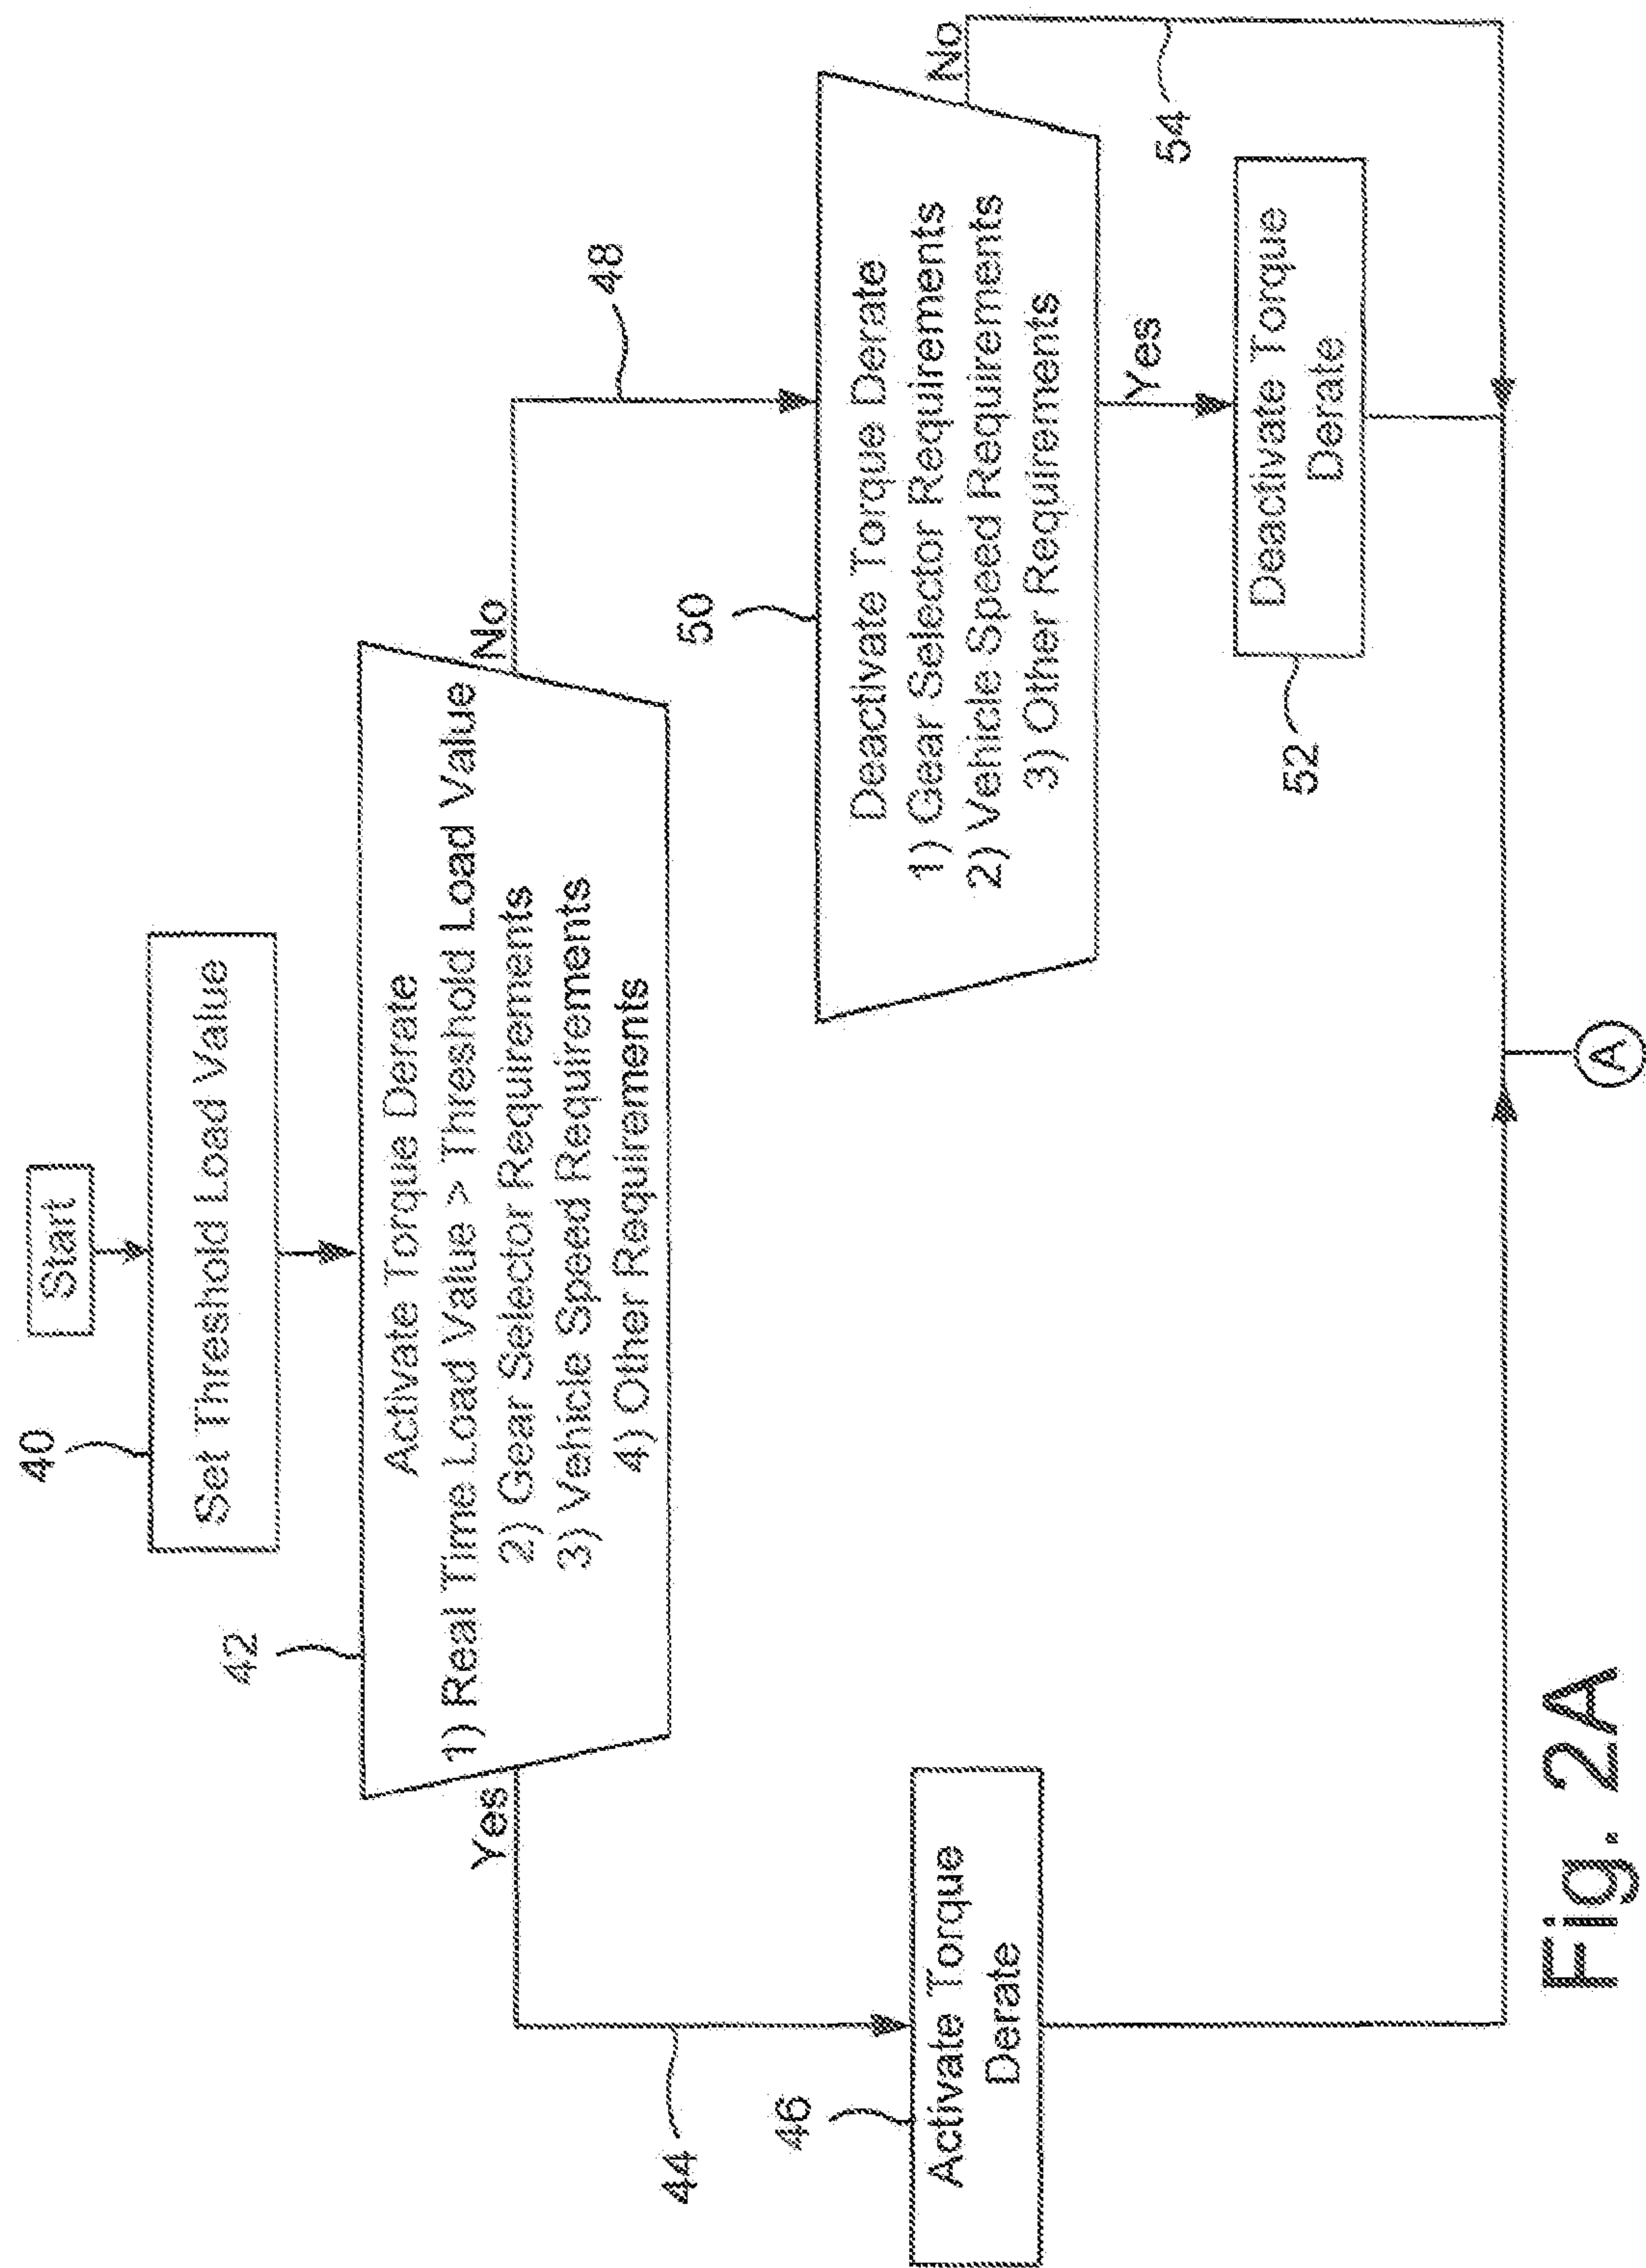 Start
40
Set Threshold Load Value
42
Activate Torque Derate
1) Real Time Load Value > Threshold Load Value
2) Gear Selector Requirements
3) Vehicle Speed Requirements
4) Other Requirements
Yes
No
44
48
46
Activate Torque
Derate
50
Deactivate Torque Derate
1) Gear Selector Requirements
2) Vehicle Speed Requirements
3) Other Requirements
No
Yes
54
52
Deactivate Torque
Derate
A
Fig. 2A